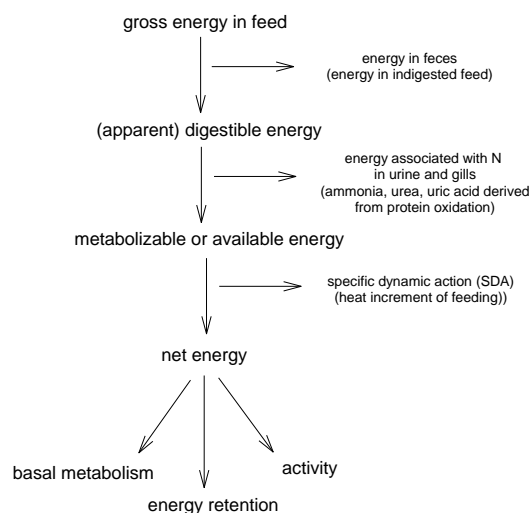 gross energy in feed
energy in feces
(energy in indigested feed)
(apparent) digestible energy
energy associated with N
in urine and gills
(ammonia, urea, uric acid derived
from protein oxidation)
metabolizable or available energy
specific dynamic action (SDA)
(heat increment of feeding))
net energy
basal metabolism
activity
energy retention